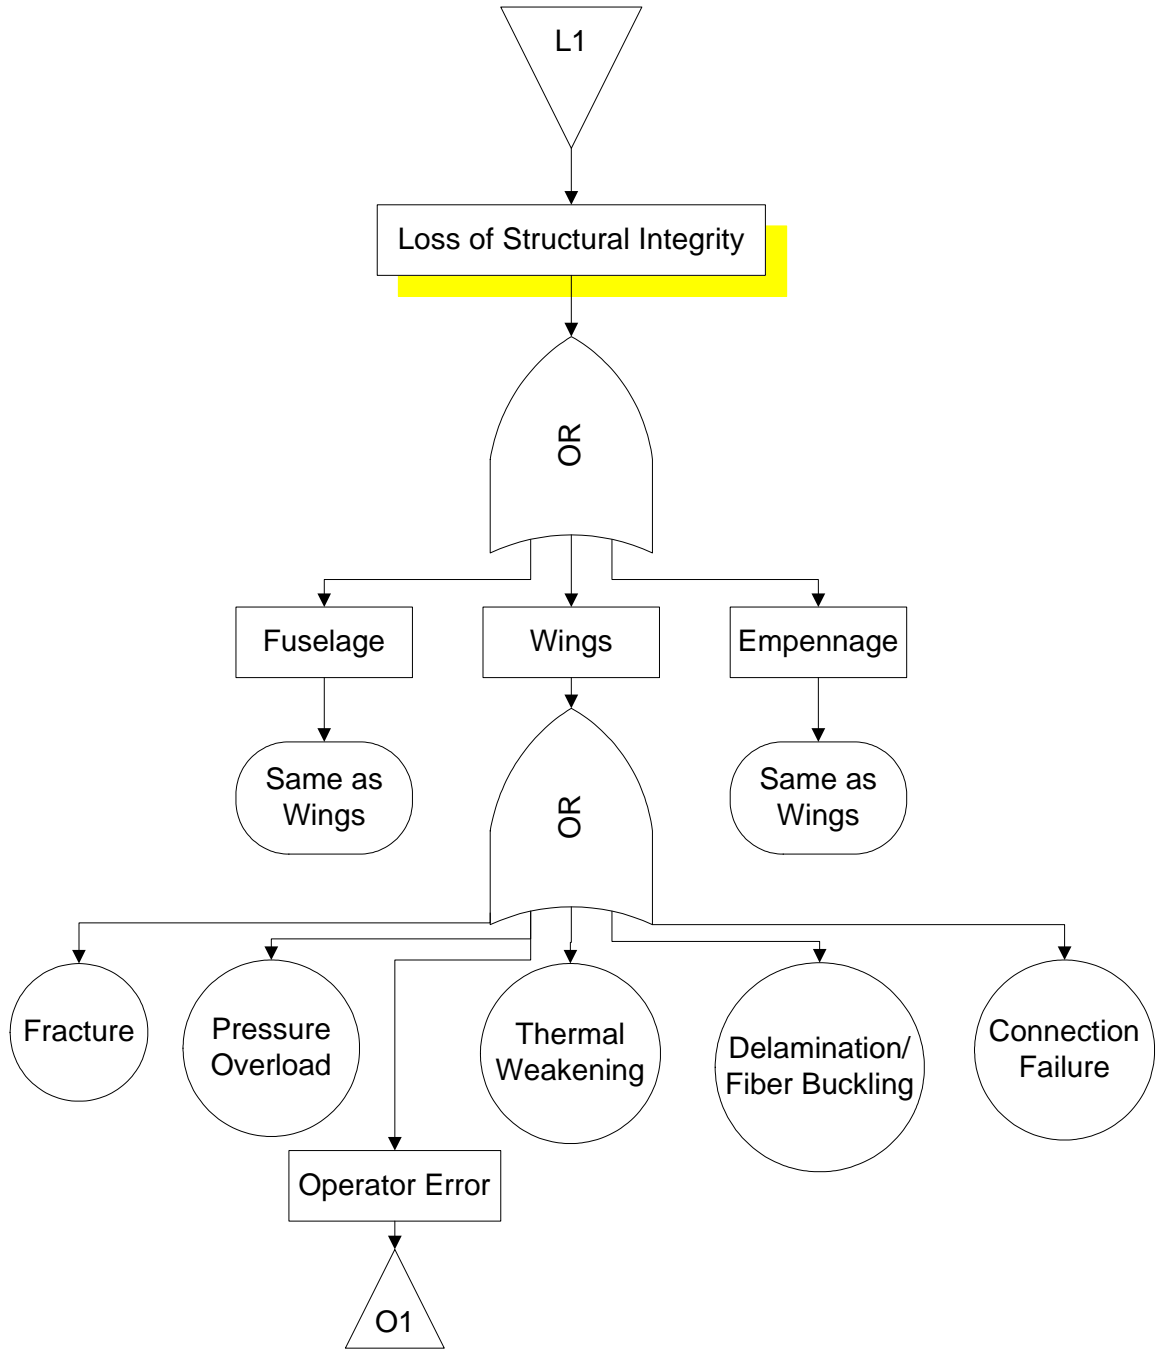 L1
Loss of Structural Integrity
OR
Fuselage
Wings
Empennage
Same as
Wings
OR
Same as
Wings
Fracture
Pressure
Overload
Thermal
Weakening
Delamination/
Fiber Buckling
Connection
Failure
Operator Error
O1